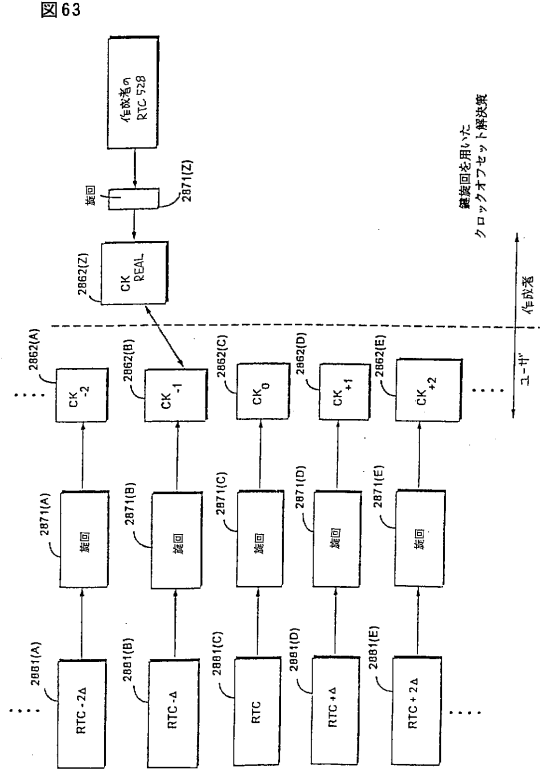 図63
作成者の
RTC 528
旋回
2871(Z)
2862(Z)
CK
REAL
鍵旋回を用いた
クロックオフセット解決策
作成者
ユーザ
2862(A)
CK -2
2871(A)
旋回
2881(A)
RTC - 2Δ
2862(B)
CK -1
2871(B)
旋回
2881(B)
RTC-Δ
2862(C)
CK 0
2871(C)
旋回
2881(C)
RTC
2862(D)
CK +1
2871(D)
旋回
2881(D)
RTC +Δ
2862(E)
CK +2
2871(E)
旋回
2881(E)
RTC + 2Δ